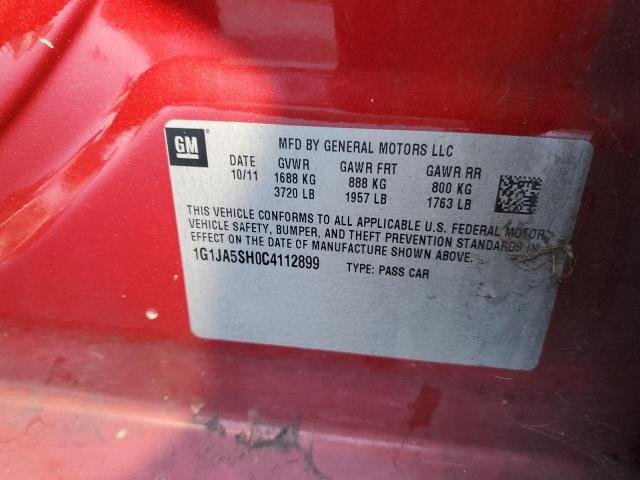 GM
MFD BY GENERAL MOTORS LLC
DATE GVWR GAWR FRT GAWR RR
10/11 1688 KG 888 KG 800 KG
3720 LB 1957 LB 1763 LB
THIS VEHICLE CONFORMS TO ALL APPLICABLE U.S. FEDERAL MOTOR
VEHICLE SAFETY, BUMPER, AND THEFT PREVENTION STANDARDS IN
EFFECT ON THE DATE OF MANUFACTURE SHOWN ABOVE.
1G1JA5SH0C4112899 TYPE: PASS CAR